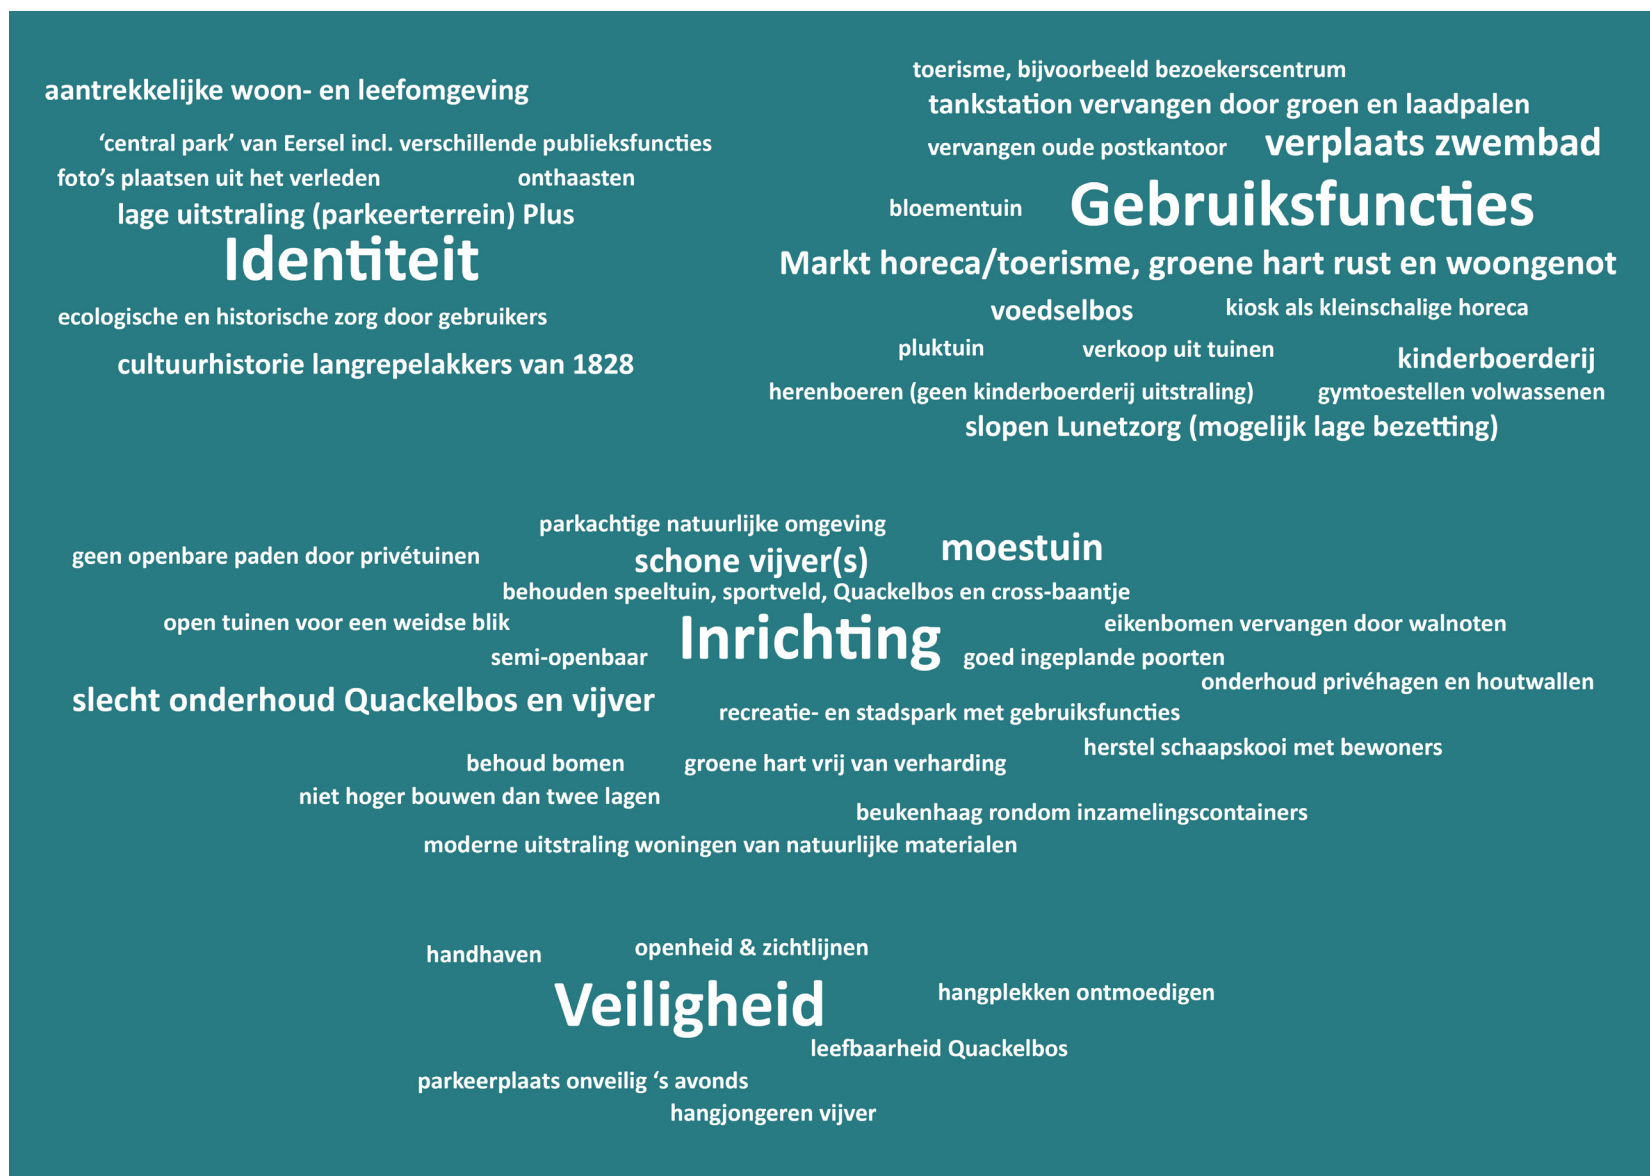 aantrekkelijke woon- en leefomgeving
‘central park’ van Eersel incl. verschillende publieksfuncties
foto’s plaatsen uit het verleden
onthaasten
lage uitstraling (parkeerterrein) Plus
Identiteit
ecologische en historische zorg door gebruikers
cultuurhistorie langrepelakkers van 1828
toerisme, bijvoorbeeld bezoekerscentrum
tankstation vervangen door groen en laadpalen
vervangen oude postkantoor
verplaats zwembad
bloementuin
Gebruiksfuncties
Markt horeca/toerisme, groene hart rust en woongenot
voedselbos
kiosk als kleinschalige horeca
pluktuin
verkoop uit tuinen
kinderboerderij
herenboeren (geen kinderboerderij uitstraling)
gymtoestellen volwassenen
slopen Lunetzorg (mogelijk lage bezetting)
parkachtige natuurlijke omgeving
geen openbare paden door privétuinen
schone vijver(s)
moestuin
behouden speeltuin, sportveld, Quackelbos en cross-baantje
open tuinen voor een weidse blik
Inrichting
eikenbomen vervangen door walnoten
semi-openbaar
goed ingeplande poorten
onderhoud privéhagen en houtwallen
slecht onderhoud Quackelbos en vijver
recreatie- en stadspark met gebruiksfuncties
herstel schaapskooi met bewoners
behoud bomen
groene hart vrij van verharding
niet hoger bouwen dan twee lagen
beukenhaag rondom inzamelingscontainers
moderne uitstraling woningen van natuurlijke materialen
handhaven
openheid & zichtlijnen
Veiligheid
hangplekken ontmoedigen
leefbaarheid Quackelbos
parkeerplaats onveilig ‘s avonds
hangjongeren vijver